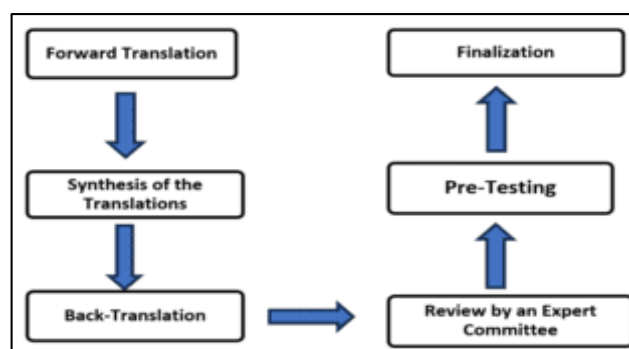 Forward Translation
Synthesis of the
Translations
Back-Translation
Review by an Expert
Committee
Pre-Testing
Finalization